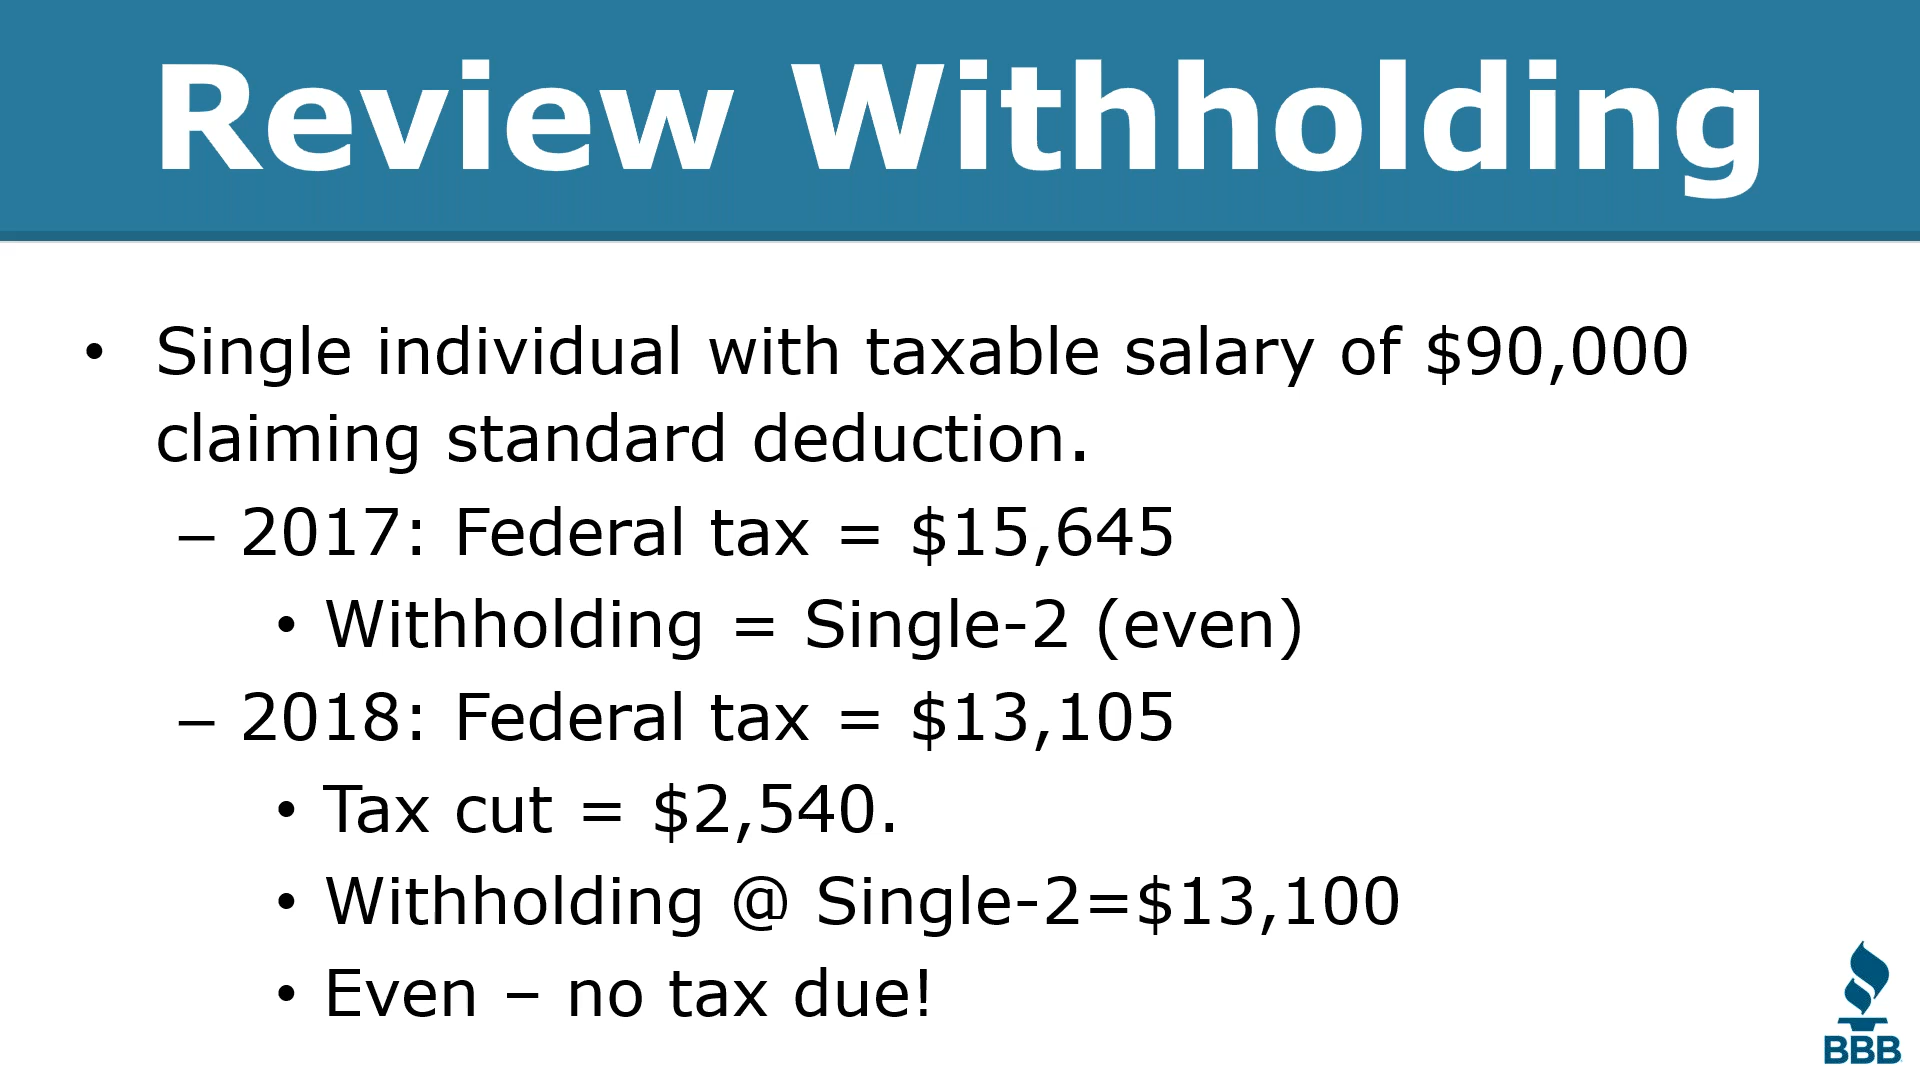 Review Withholding
• Single individual with taxable salary of $90,000
claiming standard deduction.
– 2017: Federal tax = $15,645
• Withholding = Single-2 (even)
– 2018: Federal tax = $13,105
• Tax cut = $2,540.
• Withholding @ Single-2=$13,100
• Even – no tax due!
BBB